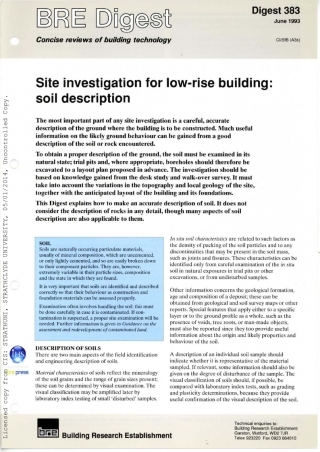 BRE Digest
Concise reviews of building technology
Digest 383
June 1993
CI/SfB (A3s)
Site investigation for low-rise building:
soil description
The most important part of any site investigation is a careful, accurate
description of the ground where the building is to be constructed. Much useful
information on the likely ground behaviour can be gained from a good
description of the soil or rock encountered.
To obtain a proper description of the ground, the soil must be examined in its
natural state; trial pits and, where appropriate, boreholes should therefore be
excavated to a layout plan proposed in advance. The investigation should be
based on knowledge gained from the desk study and walk-over survey. It must
take into account the variations in the topography and local geology of the site,
together with the anticipated layout of the building and its foundations.
This Digest explains how to make an accurate description of soil. It does not
consider the description of rocks in any detail, though many aspects of soil
description are also applicable to them.
SOIL
Soils are naturally occurring particulate materials,
usually of mineral composition, which are uncemented,
or only lightly cemented, and so are readily broken down
to their component particles. They are, however,
extremely variable in their particle sizes, composition
and the state in which they are found.
It is very important that soils are identified and described
correctly so that their behaviour as construction and
foundation materials can be assessed properly.
Examination often involves handling the soil; this must
be done carefully in case it is contaminated. If con-
tamination is suspected, a proper site examination will be
needed. Further information is given in Guidance on the
assessment and redevelopment of contaminated land.
DESCRIPTION OF SOILS
There are two main aspects of the field identification
and engineering description of soils.
Material characteristics of soils reflect the mineralogy
of the soil grains and the range of grain sizes present;
these can be determined by visual examination. The
visual classification may be amplified later by
laboratory index testing of small 'disturbed' samples.
In situ soil characteristics are related to such factors as
the density of packing of the soil particles and to any
discontinuities that may be present in the soil mass,
such as joints and fissures. These characteristics can be
identified only from careful examination of the in situ
soil in natural exposures in trial pits or other
excavations, or from undisturbed samples.
Other information concerns the geological formation,
age and composition of a deposit; these can be
obtained from geological and soil survey maps or other
reports. Special features that apply either to a specific
layer or to the ground profile as a whole, such as the
presence of voids, tree roots, or man-made objects,
must also be reported since they too provide useful
information about the origin and likely properties and
behaviour of the soil.
A description of an individual soil sample should
indicate whether it is representative of the material
sampled. If relevant, some information should also be
given on the degree of disturbance of the sample. The
visual classification of soils should, if possible, be
compared with laboratory index tests, such as grading
and plasticity determinations, because they provide
useful confirmation of the visual description of the soil.
bre
Building Research Establishment
Technical enquiries to:
Building Research Establishment
Garston, Watford, WD2 7JR
Telex 923220 Fax 0923 664010
Licensed copy from CIS: STRATHUNI, STRATHCLYDE UNIVERSITY, 05/01/2014, Uncontrolled Copy.